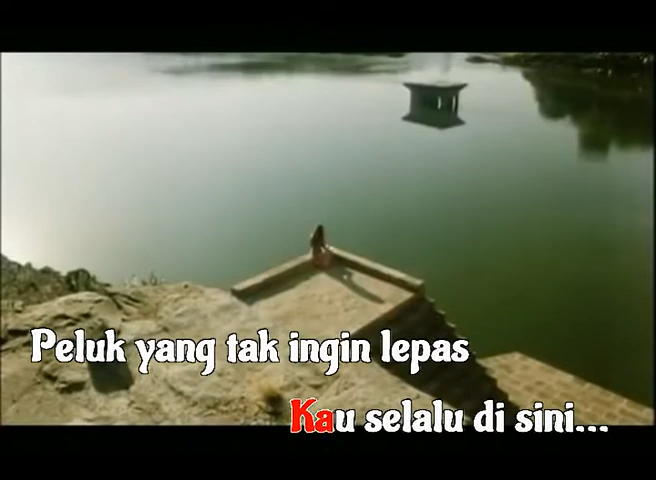 Peluk yang tak ingin lepas
Kau selalu di sini...